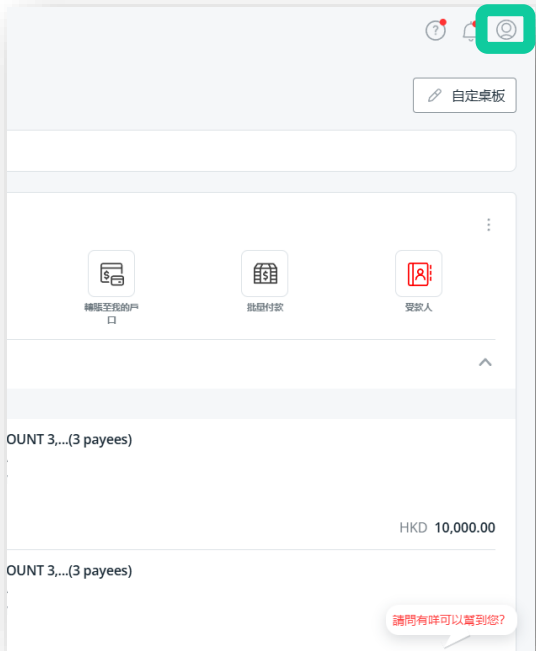 自定桌板
轉賬至我的戶
口
批量付款
受款人
OUNT 3,...(3 payees)
HKD 10,000.00
OUNT 3,...(3 payees)
請問有咩可以幫到您？